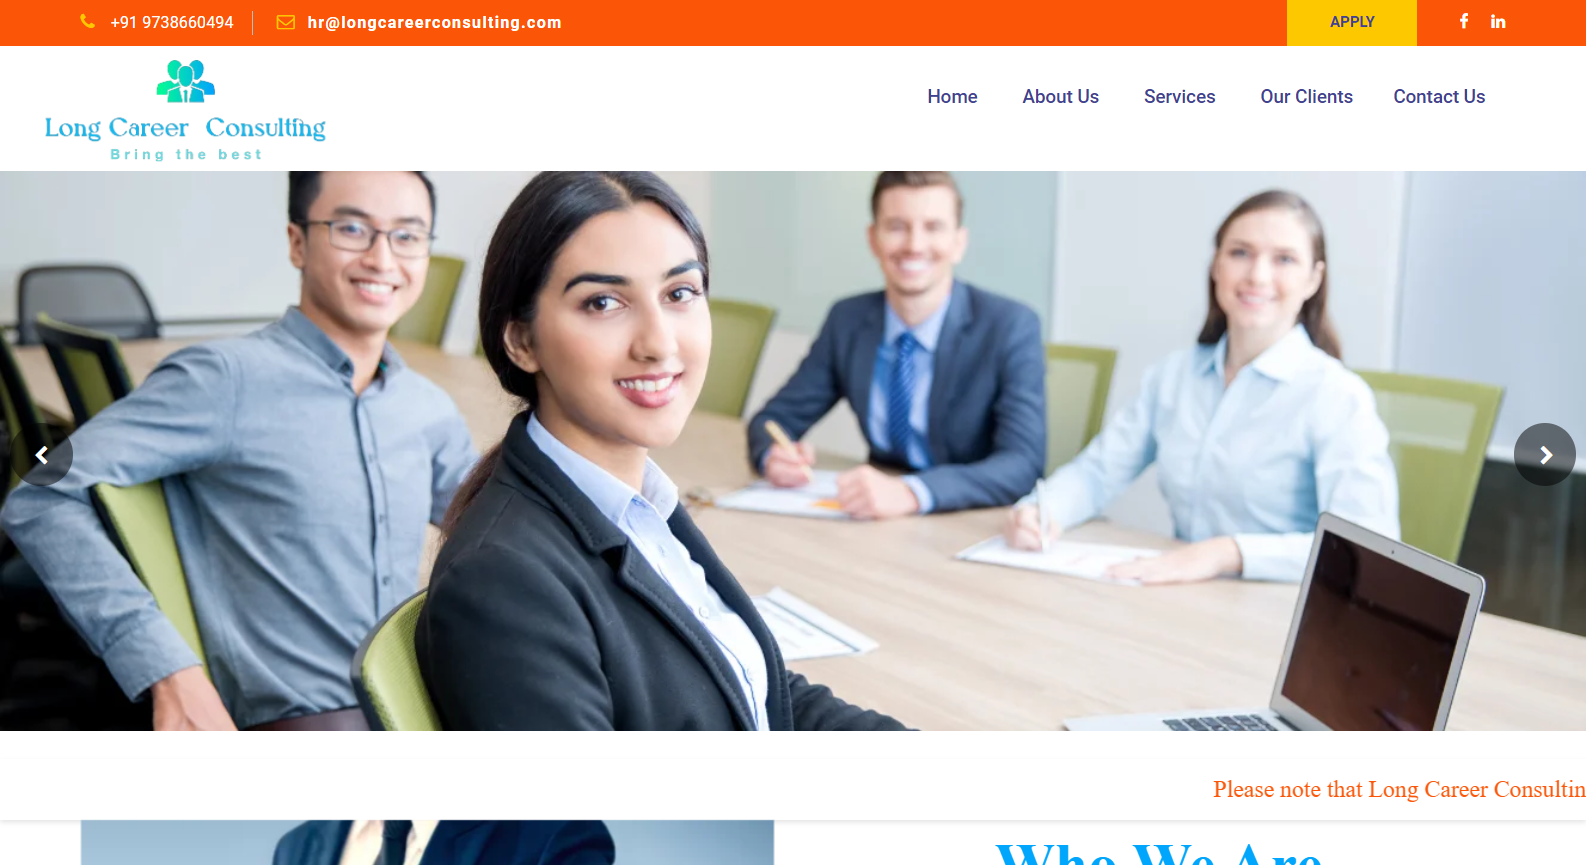 +91 9738660494
hr@longcareerconsulting.com
APPLY
Long Career Consulting
Bring the best
Home
About Us
Services
Our Clients
Contact Us
Please note that Long Career Consultin
Who We Are